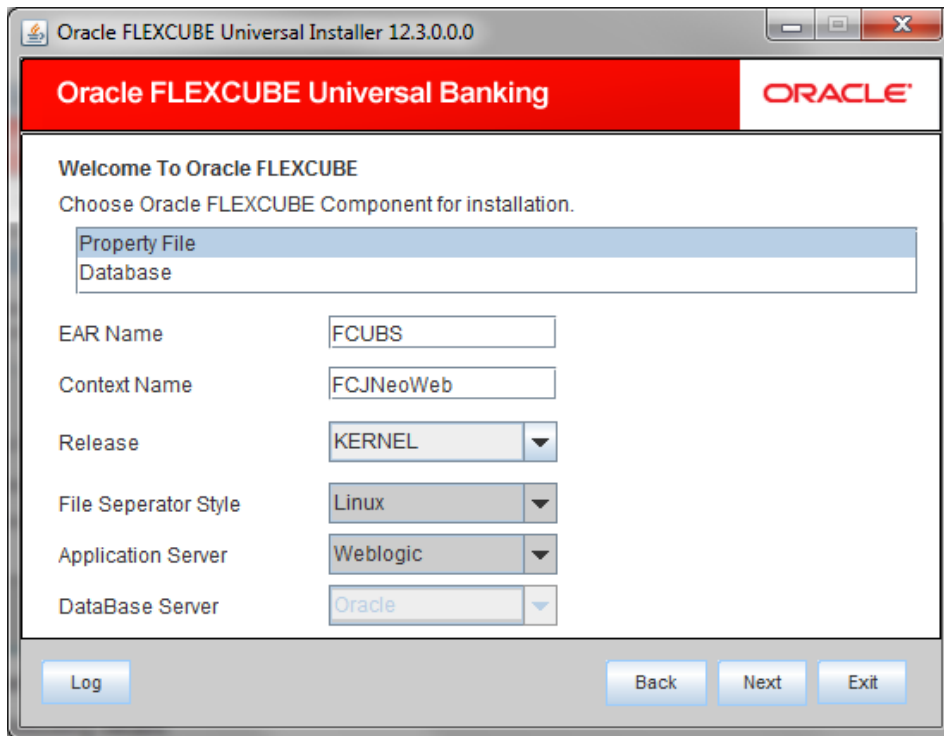 Oracle FLEXCUBE Universal Installer 12.3.0.0.0
Oracle FLEXCUBE Universal Banking
ORACLE
Welcome To Oracle FLEXCUBE
Choose Oracle FLEXCUBE Component for installation.
Property File
Database
EAR Name FCUBS
Context Name FCJNeoWeb
Release KERNEL
File Seperator Style Linux
Application Server Weblogic
DataBase Server Oracle
Log Back Next Exit